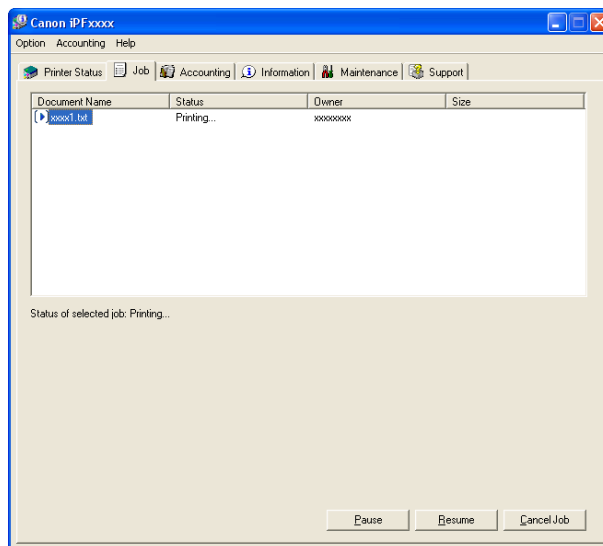 Canon iPFxxxx
Option Accounting Help
Printer Status Job Accounting Information Maintenance Support
Document Name Status Owner Size
xxxx1.txt Printing... xxxxxxxx
Status of selected job: Printing...
Pause Resume Cancel Job